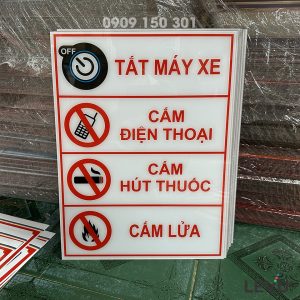 0909 150 301
OFF
TẮT MÁY XE
CẤM
ĐIỆN THOẠI
CẤM
HÚT THUỐC
CẤM LỬA